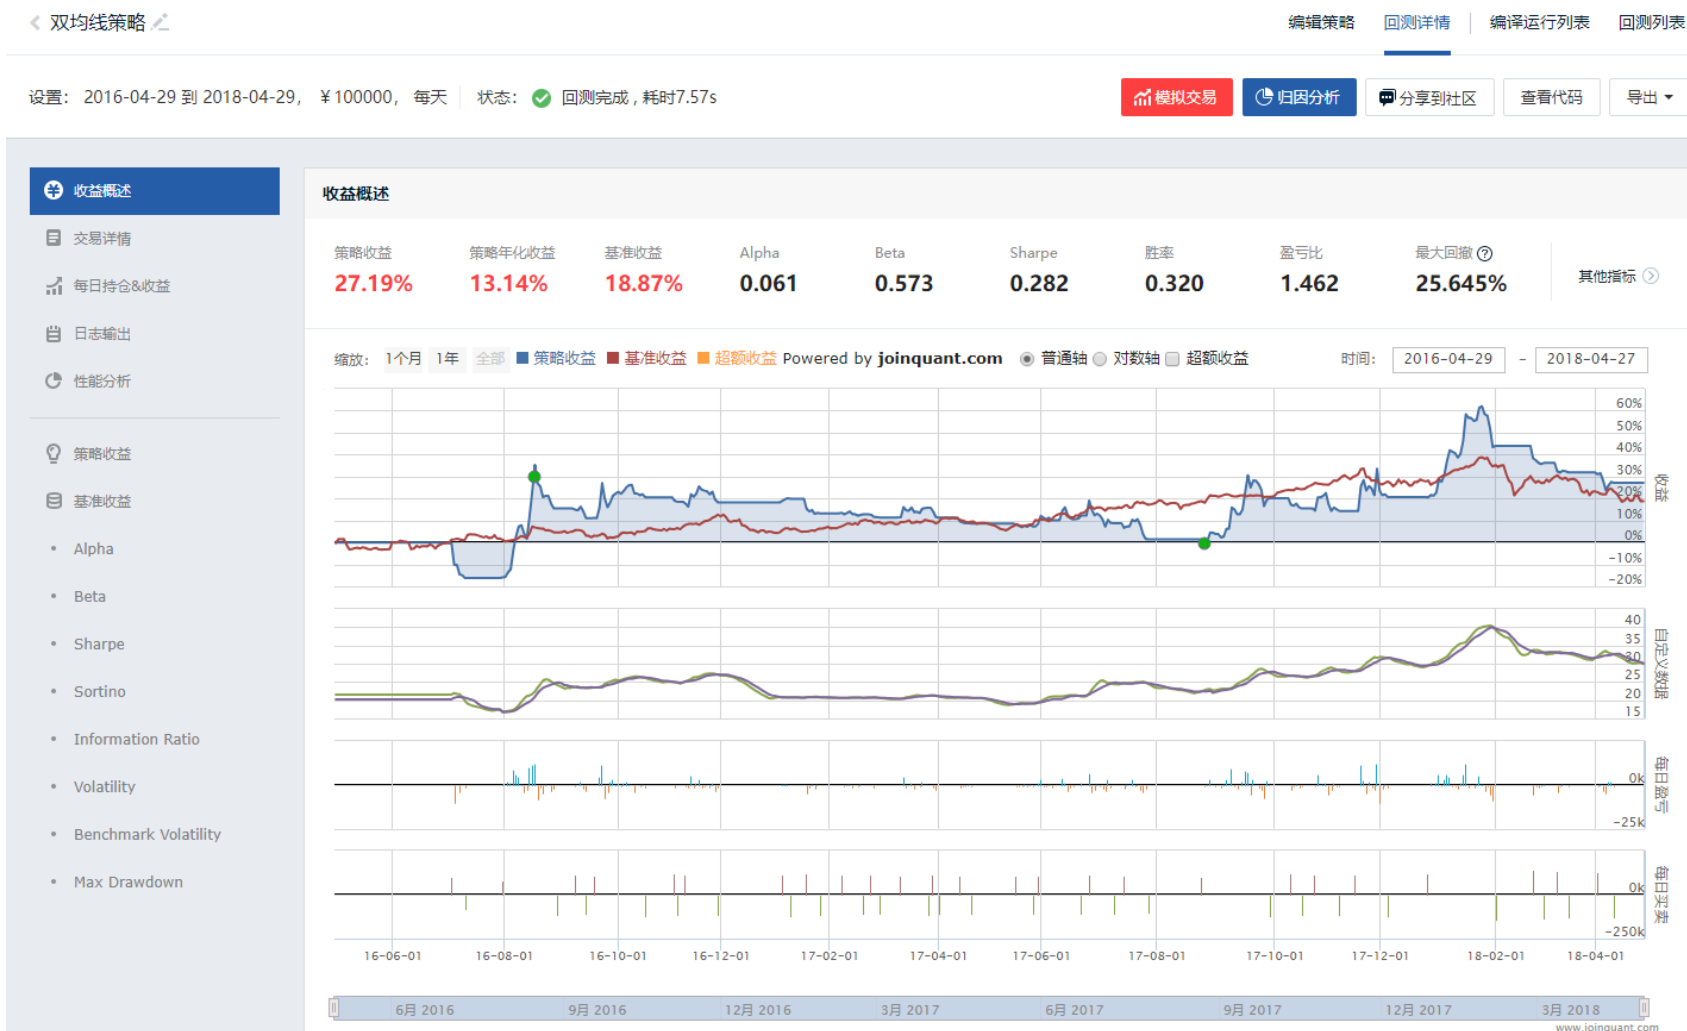 双均线策略
编辑策略 回测详情 编译运行列表 回测列表
设置： 2016-04-29 到 2018-04-29， ￥100000， 每天 状态： 回测完成 , 耗时7.57s
模拟交易 归因分析 分享到社区 查看代码 导出
收益概述
交易详情
每日持仓&收益
日志输出
性能分析
策略收益
基准收益
Alpha
Beta
Sharpe
Sortino
Information Ratio
Volatility
Benchmark Volatility
Max Drawdown
收益概述
策略收益 策略年化收益 基准收益 Alpha Beta Sharpe 胜率 盈亏比 最大回撤
27.19% 13.14% 18.87% 0.061 0.573 0.282 0.320 1.462 25.645%
其他指标
缩放： 1个月 1年 全部 策略收益 基准收益 超额收益 Powered by joinquant.com 普通轴 对数轴 超额收益 时间： 2016-04-29 - 2018-04-27
60%
50%
40%
30%
20%
10%
0%
-10%
-20%
收益
40
35
30
25
20
15
自定义数据
0k
-25k
每日盈亏
0k
-250k
每日买卖
16-06-01 16-08-01 16-10-01 16-12-01 17-02-01 17-04-01 17-06-01 17-08-01 17-10-01 17-12-01 18-02-01 18-04-01
6月 2016 9月 2016 12月 2016 3月 2017 6月 2017 9月 2017 12月 2017 3月 2018
www.joinquant.com